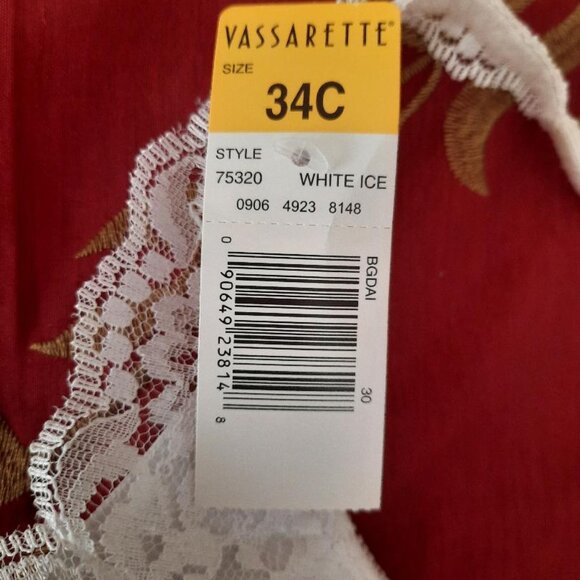 VASSARETTE®
SIZE
34C
STYLE
75320 WHITE ICE
0906 4923 8148
BGDAI
30
0 90649 23814 8